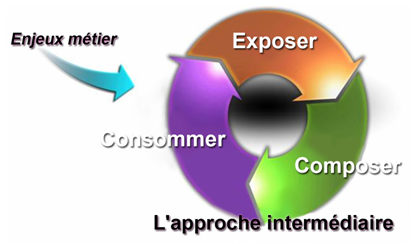 Enjeux métier
Exposer
Consommer
Composer
L'approche intermédiaire